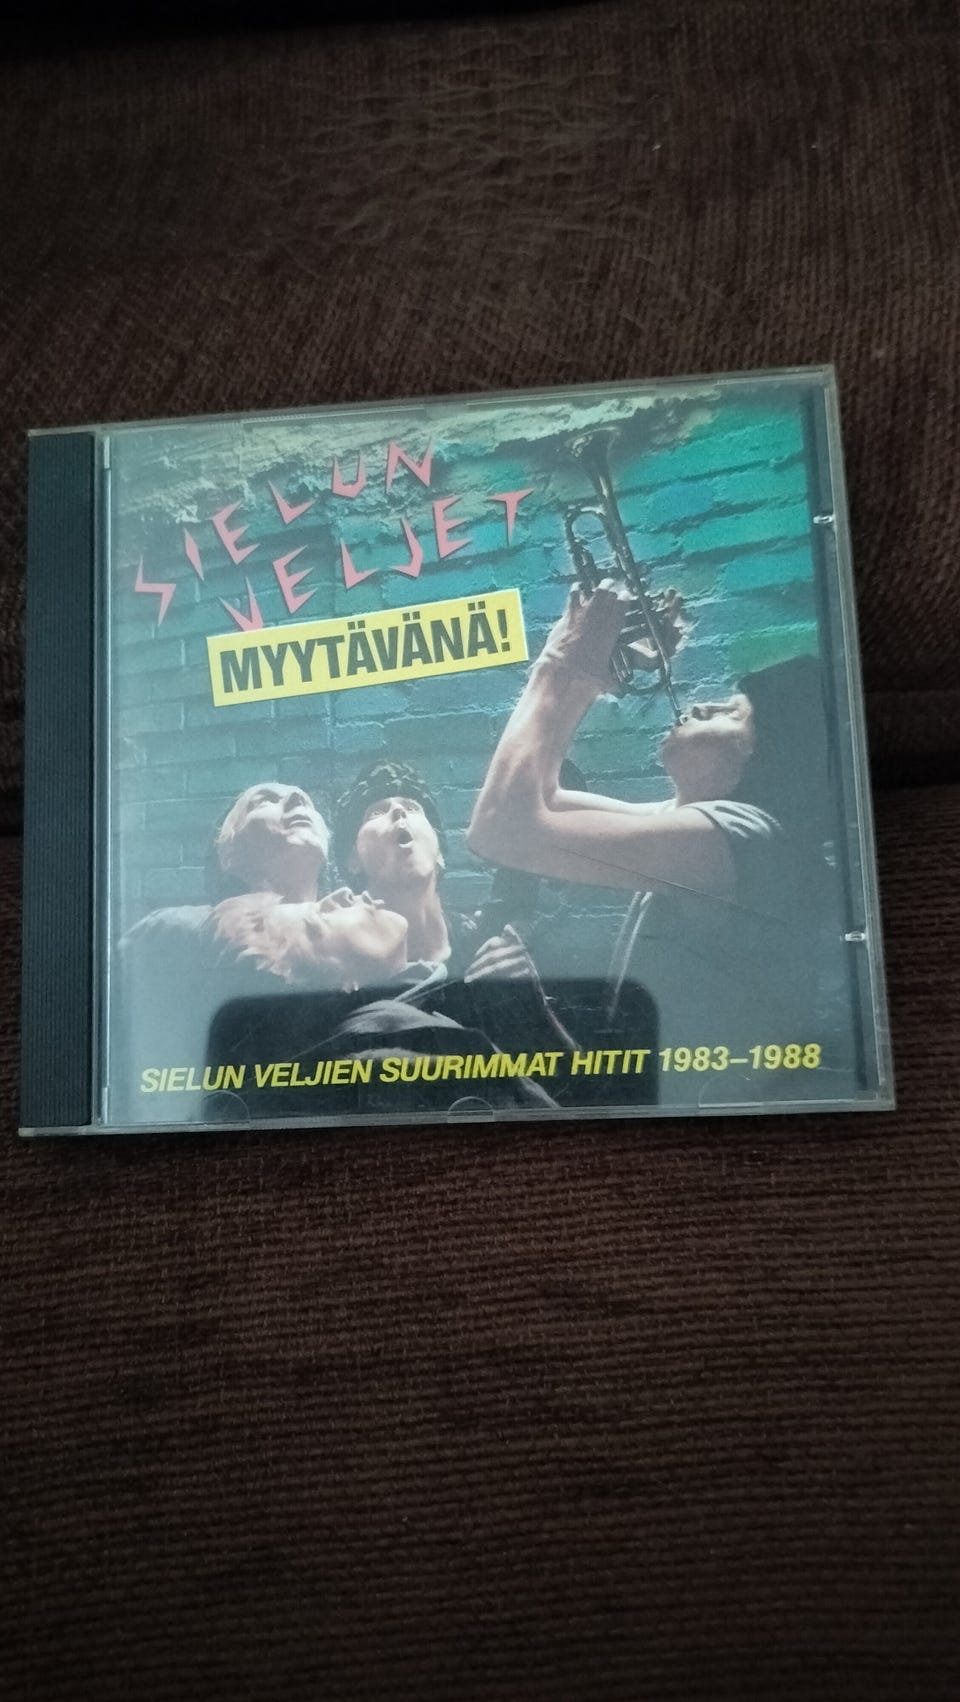 SIELUN
VELJET
MYYTÄVÄNÄ!
SIELUN VELJIEN SUURIMMAT HITIT 1983–1988